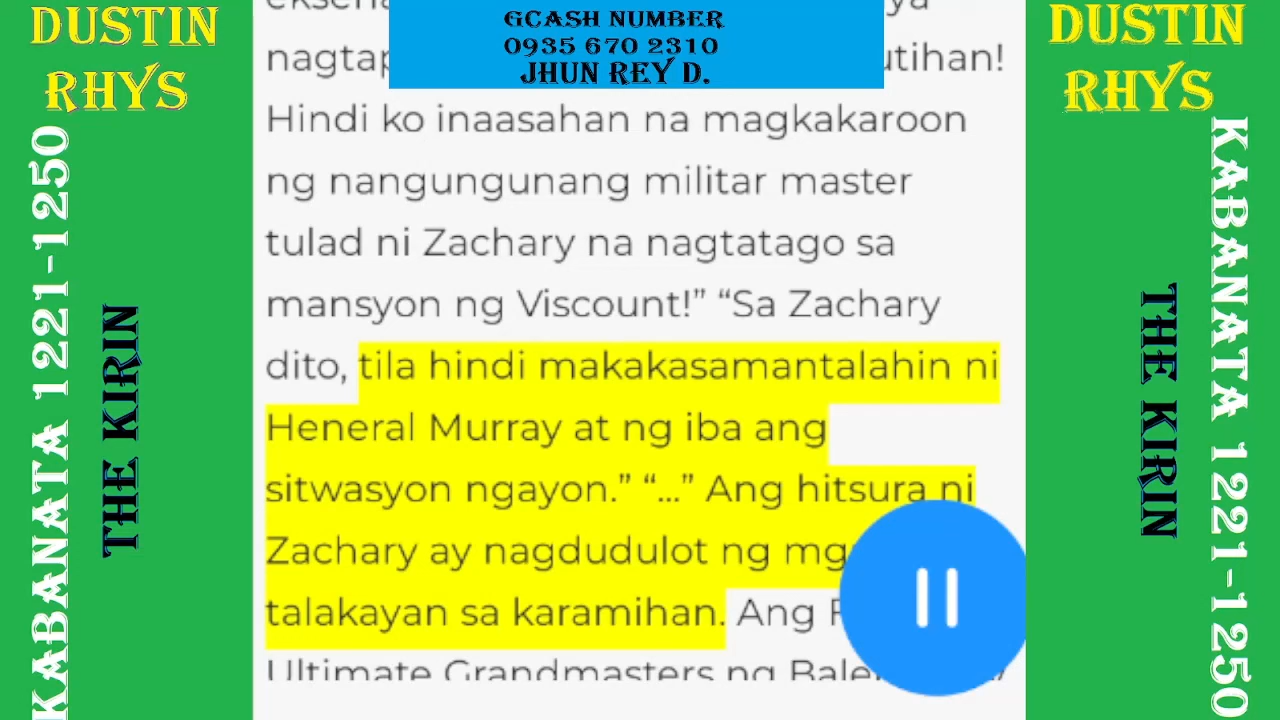 DUSTIN
RHYS
KABANATA 1221-1250
THE KIRIN
GCASH NUMBER
0935 670 2310
JHUN REY D.
Hindi ko inaasahan na magkakaroon
ng nangungunang militar master
tulad ni Zachary na nagtatago sa
mansyon ng Viscount!” “Sa Zachary
dito, tila hindi makakasamantalahin ni
Heneral Murray at ng iba ang
sitwasyon ngayon.” “...” Ang hitsura ni
Zachary ay nagdudulot ng
talakayan sa karamihan. Ang
Ultimate Grandmasters ng
DUSTIN
RHYS
KABANATA 1221-1250
THE KIRIN